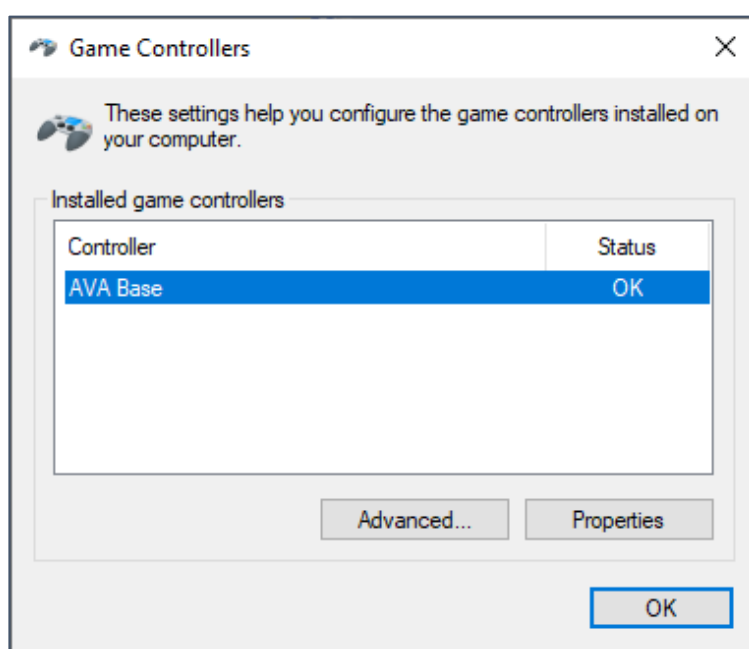 Game Controllers
These settings help you configure the game controllers installed on
your computer.
Installed game controllers
Controller Status
AVA Base OK
Advanced... Properties
OK